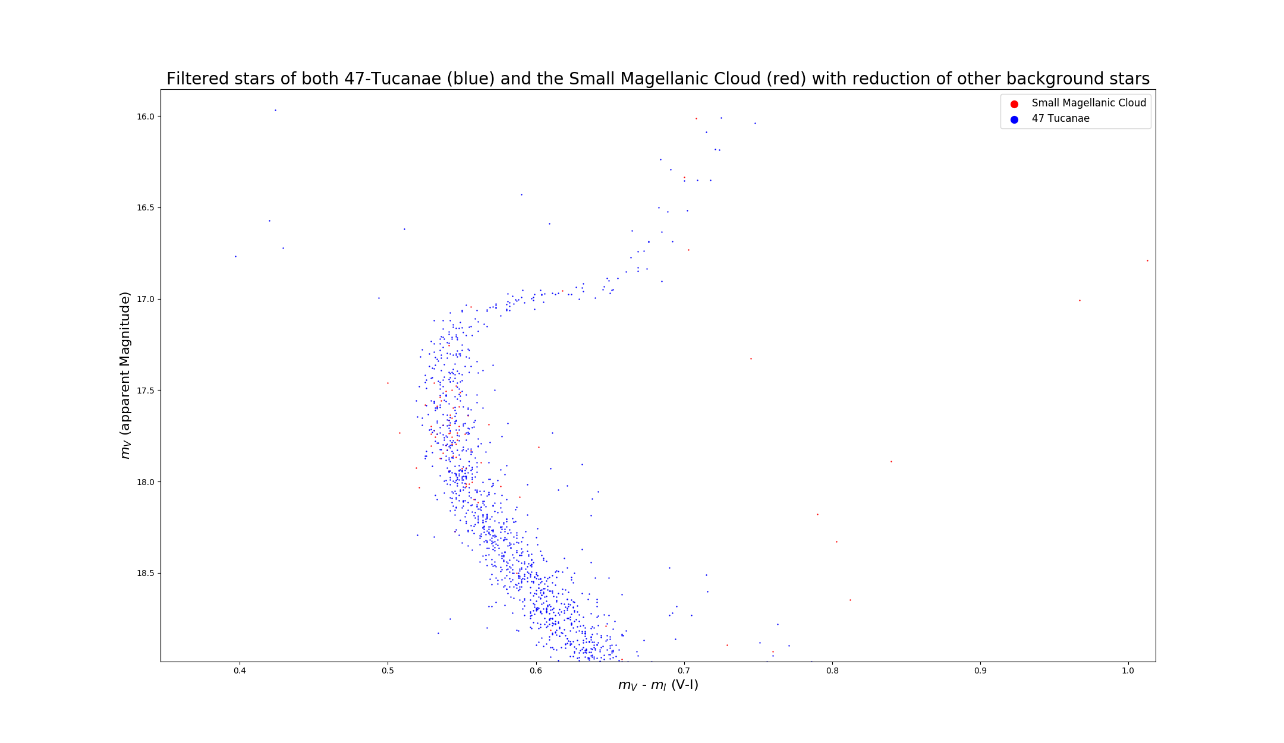 Filtered stars of both 47-Tucanae (blue) and the Small Magellanic Cloud (red) with reduction of other background stars
Small Magellanic Cloud
47 Tucanae
m_V (apparent Magnitude)
16.0
16.5
17.0
17.5
18.0
18.5
0.4 0.5 0.6 0.7 0.8 0.9 1.0
m_V - m_I (V-I)